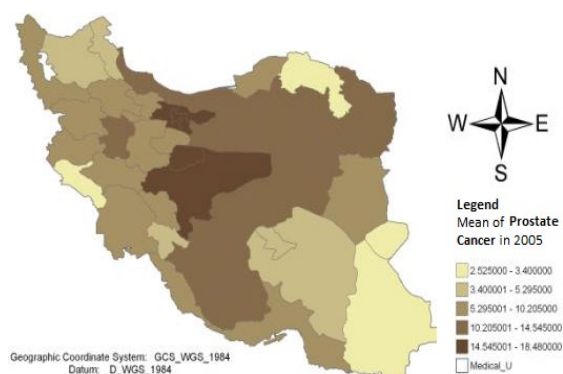 N
W E
S
Legend
Mean of Prostate
Cancer in 2005
2.525000 - 3.400000
3.400001 - 5.295000
5.295001 - 10.205000
10.205001 - 14.545000
14.545001 - 18.480000
Medical_U
Geographic Coordinate System: GCS_WGS_1984
Datum: D_WGS_1984